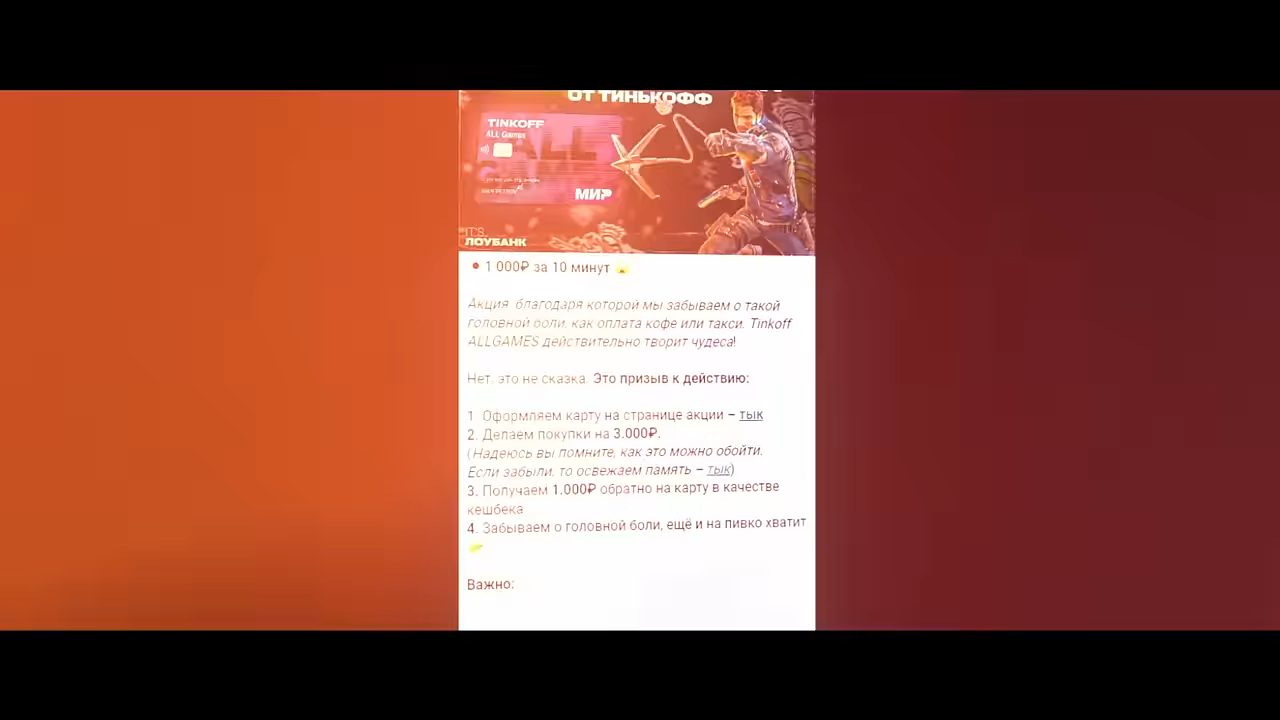 ОТ ТИНЬКОФФ
TINKOFF
ALL Games
ALL
МИР
IT'S
ЛОУБАНК
1 000₽ за 10 минут
Акция, благодаря которой мы забываем о такой
головной боли, как оплата кофе или такси. Tinkoff
ALLGAMES действительно творит чудеса!
Нет, это не сказка. Это призыв к действию:
1. Оформляем карту на странице акции – тык
2. Делаем покупки на 3.000₽.
(Надеюсь вы помните, как это можно обойти.
Если забыли, то освежаем память – тык)
3. Получаем 1.000₽ обратно на карту в качестве
кешбека
4. Забываем о головной боли, ещё и на пивко хватит
Важно: